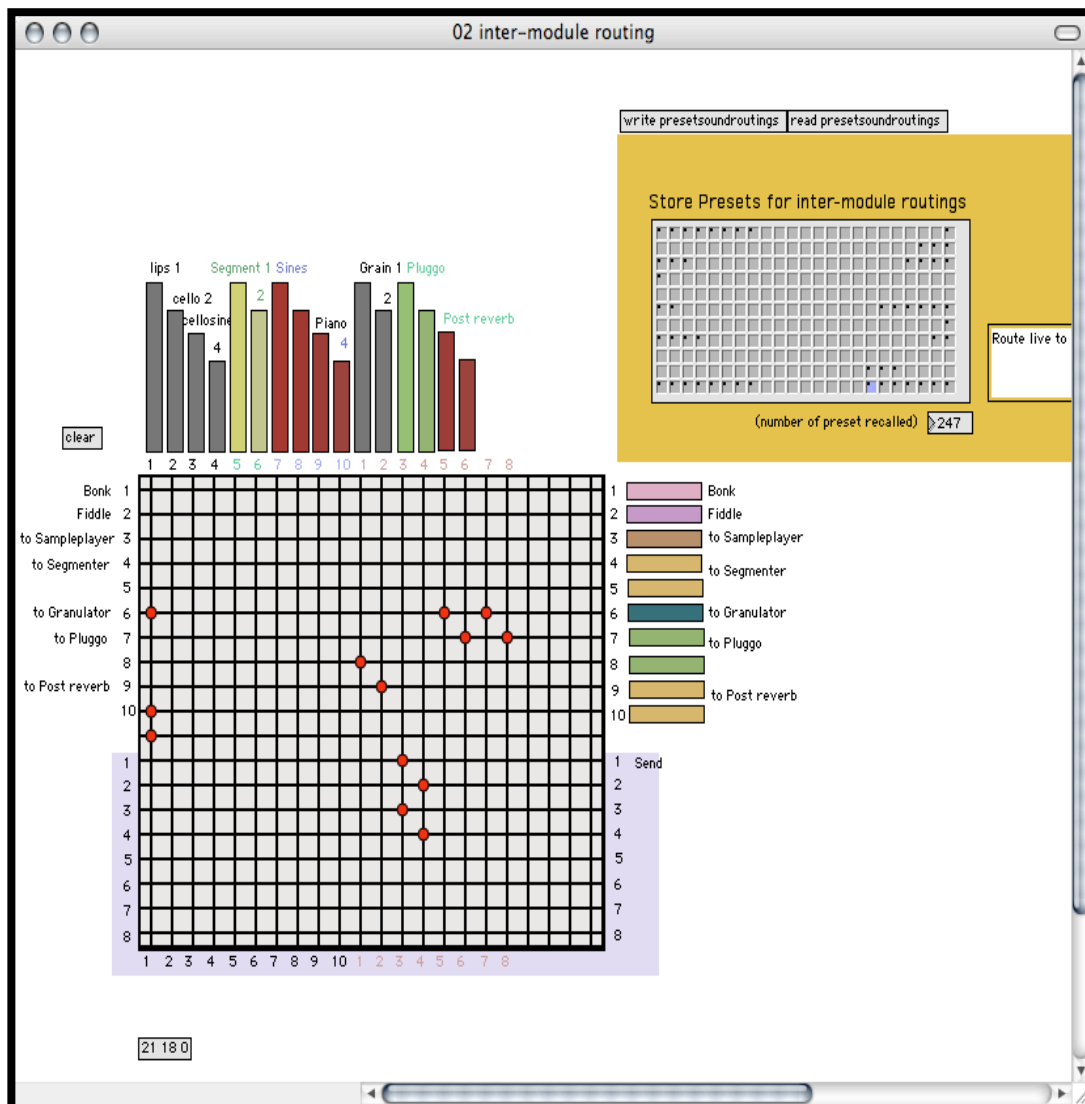 02 inter-module routing
write presetsoundroutings read presetsoundroutings
Store Presets for inter-module routings
lips 1 Segment 1 Sines Grain 1 Pluggo
cello 2 2 2
cellosine Piano Post reverb
4 4
Route live to
(number of preset recalled) 247
clear
1 2 3 4 5 6 7 8 9 10 1 2 3 4 5 6 7 8
Bonk 1 1 Bonk
Fiddle 2 2 Fiddle
to Sampleplayer 3 3 to Sampleplayer
to Segmenter 4 4 to Segmenter
5 5
to Granulator 6 6 to Granulator
to Pluggo 7 7 to Pluggo
8 8
to Post reverb 9 9 to Post reverb
10 10
1 1 Send
2 2
3 3
4 4
5 5
6 6
7 7
8 8
1 2 3 4 5 6 7 8 9 10 1 2 3 4 5 6 7 8
21 18 0